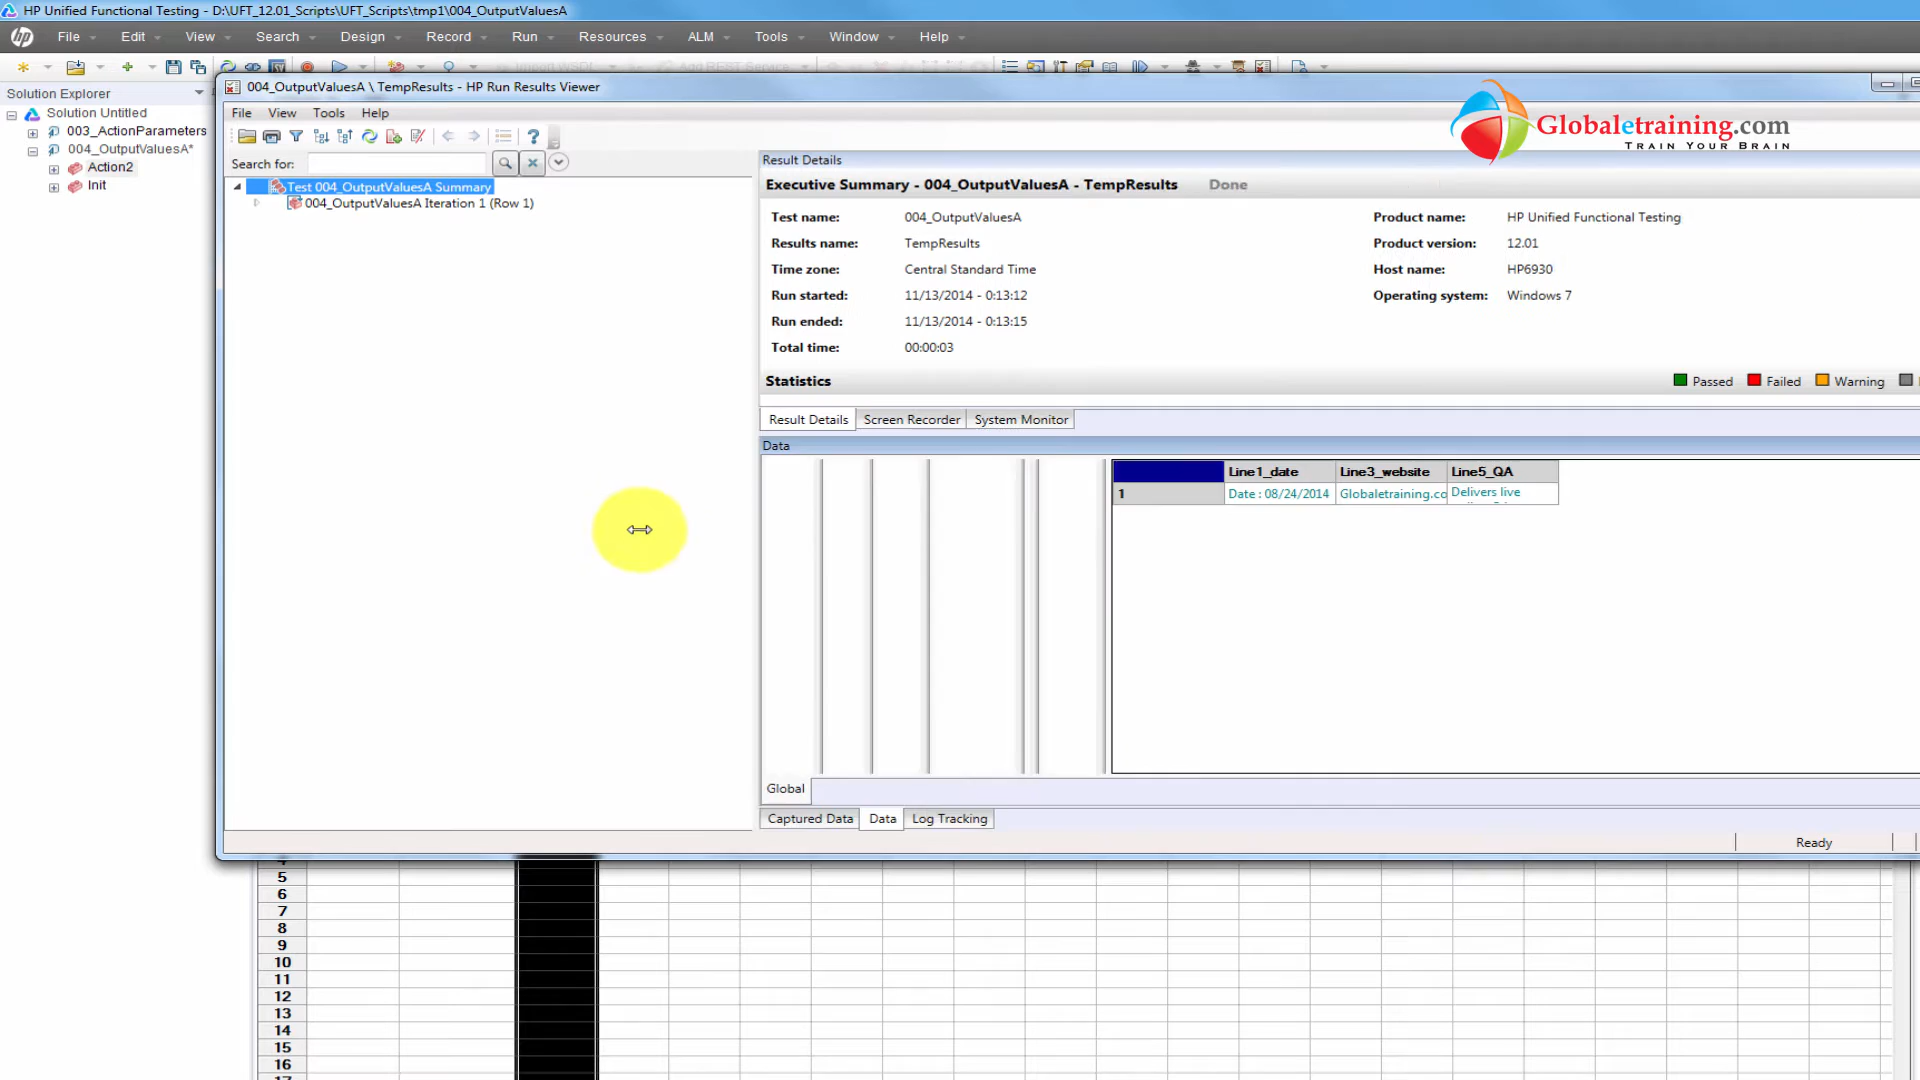 HP Unified Functional Testing - D:\UFT_12.01_Scripts\UFT_Scripts\tmp1\004_OutputValuesA
File Edit View Search Design Record Run Resources ALM Tools Window Help
Solution Explorer
Solution Untitled
003_ActionParameters
004_OutputValuesA*
Action2
Init
004_OutputValuesA \ TempResults - HP Run Results Viewer
File View Tools Help
Search for:
Test 004_OutputValuesA Summary
004_OutputValuesA Iteration 1 (Row 1)
Globaletraining.com
TRAIN YOUR BRAIN
Result Details
Executive Summary - 004_OutputValuesA - TempResults Done
Test name: 004_OutputValuesA Product name: HP Unified Functional Testing
Results name: TempResults Product version: 12.01
Time zone: Central Standard Time Host name: HP6930
Run started: 11/13/2014 - 0:13:12 Operating system: Windows 7
Run ended: 11/13/2014 - 0:13:15
Total time: 00:00:03
Statistics Passed Failed Warning
Result Details Screen Recorder System Monitor
Data
Line1_date Line3_website Line5_QA
1 Date : 08/24/2014 Globaletraining.co Delivers live
Global
Captured Data Data Log Tracking
Ready
5
6
7
8
9
10
11
12
13
14
15
16